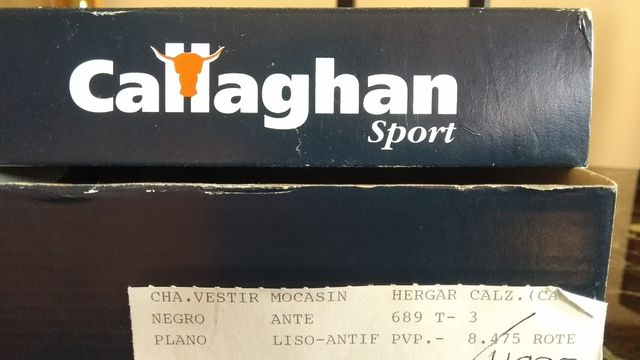 Callaghan
Sport
CHA.VESTIR MOCASIN HERGAR CALZ.(CA
NEGRO ANTE 689 T- 3
PLANO LISO-ANTIF PVP.- 8.475 ROTE